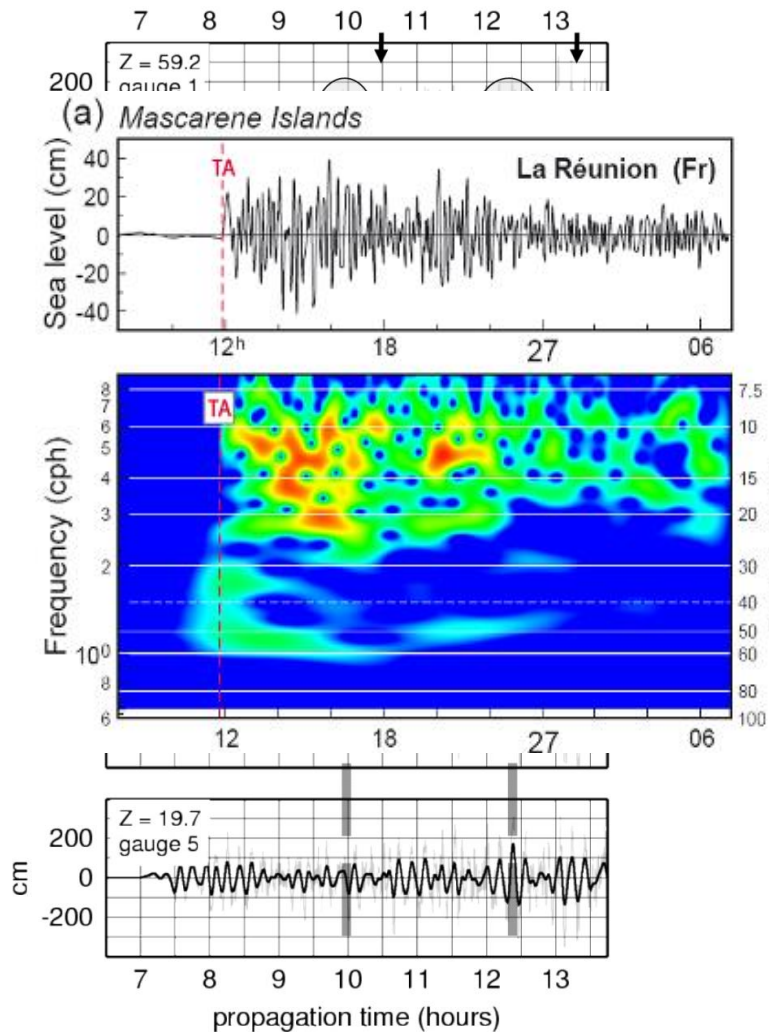 7 8 9 10 11 12 13
Z = 59.2
200
gauge 1
(a) Mascarene Islands
TA
La Réunion (Fr)
Sea level (cm)
40
20
0
-20
-40
12h 18 27 06
TA
Frequency (cph)
8
7
6
5
4
3
2
10⁰
8
6
7.5
10
15
20
30
40
50
60
80
100
12 18 27 06
Z = 19.7
gauge 5
cm
200
0
-200
7 8 9 10 11 12 13
propagation time (hours)